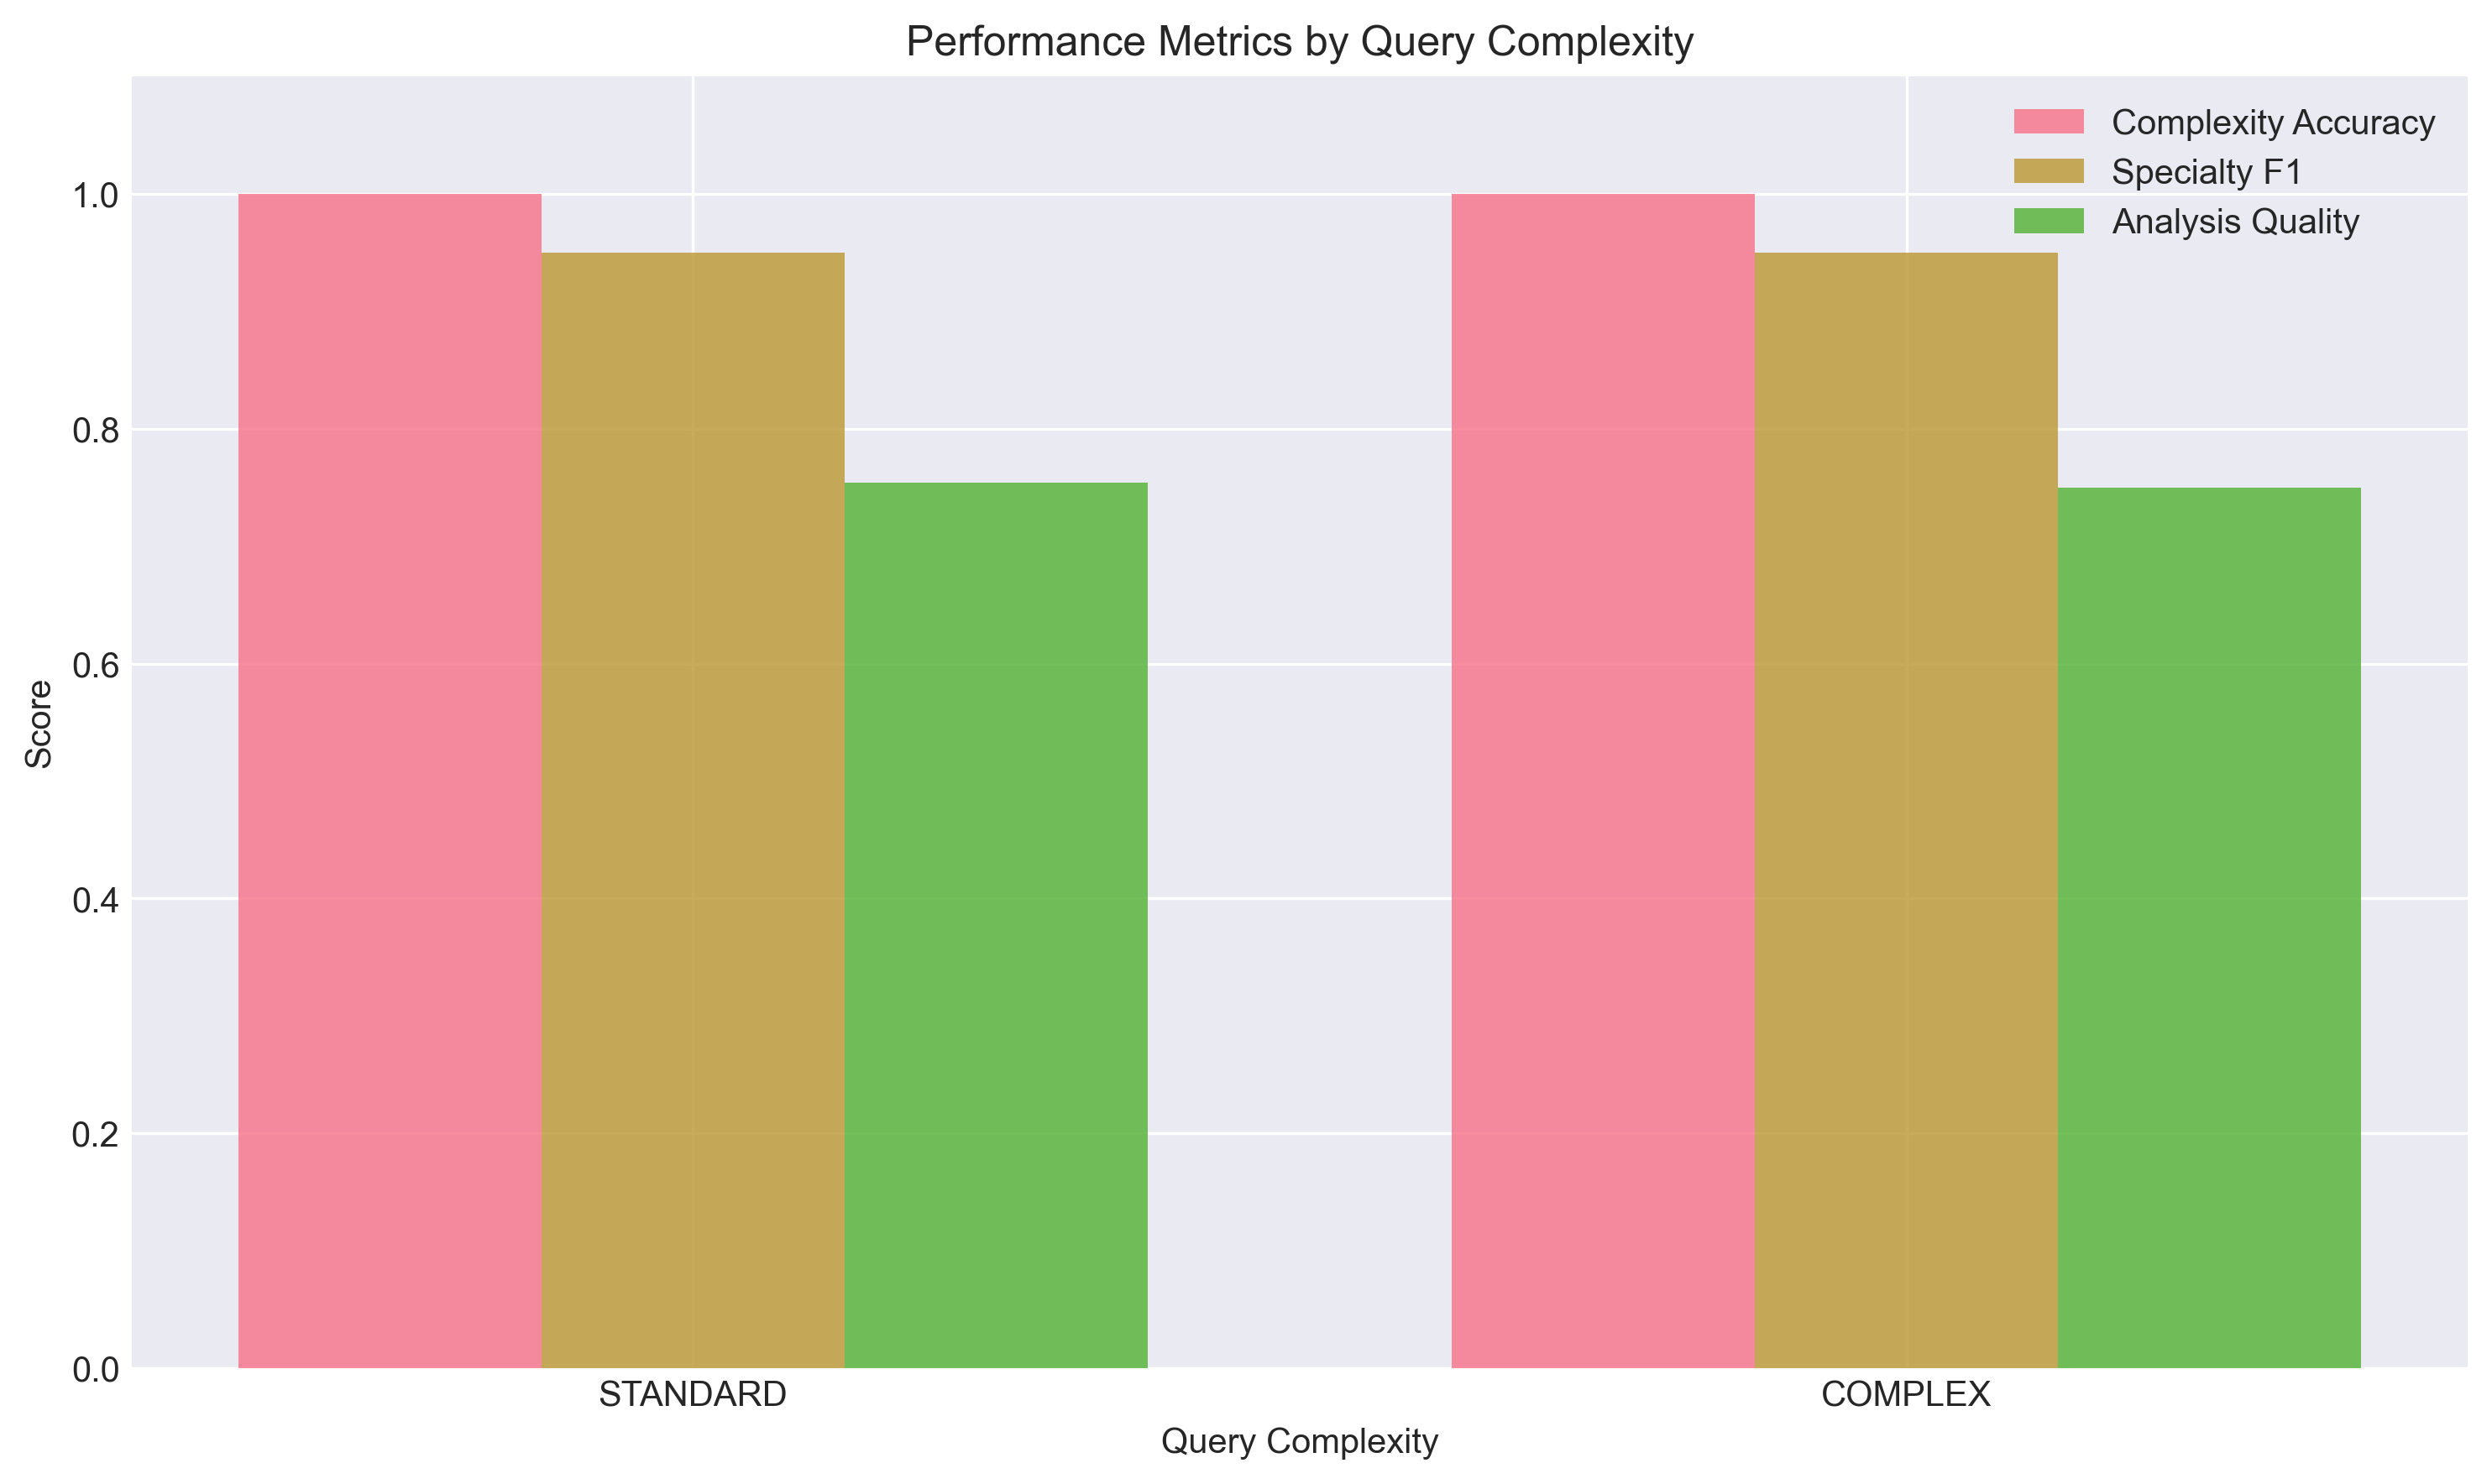 Performance Metrics by Query Complexity
Complexity Accuracy
Specialty F1
Analysis Quality
1.0
0.8
0.6
0.4
0.2
0.0
Score
STANDARD
COMPLEX
Query Complexity